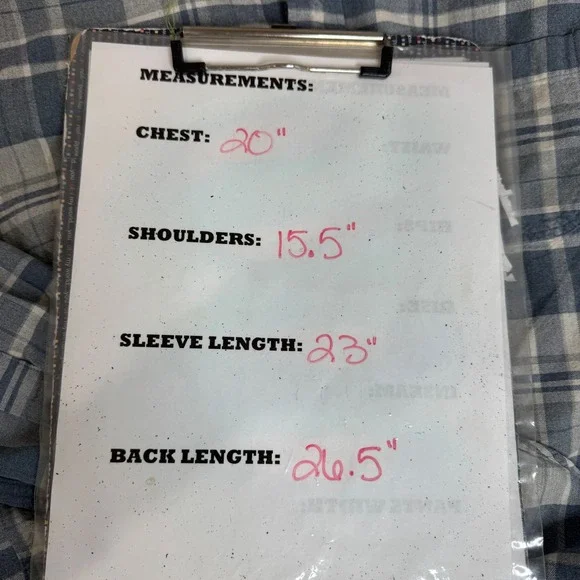 MEASUREMENTS:
CHEST: 20"
SHOULDERS: 15.5"
SLEEVE LENGTH: 23"
BACK LENGTH: 26.5"